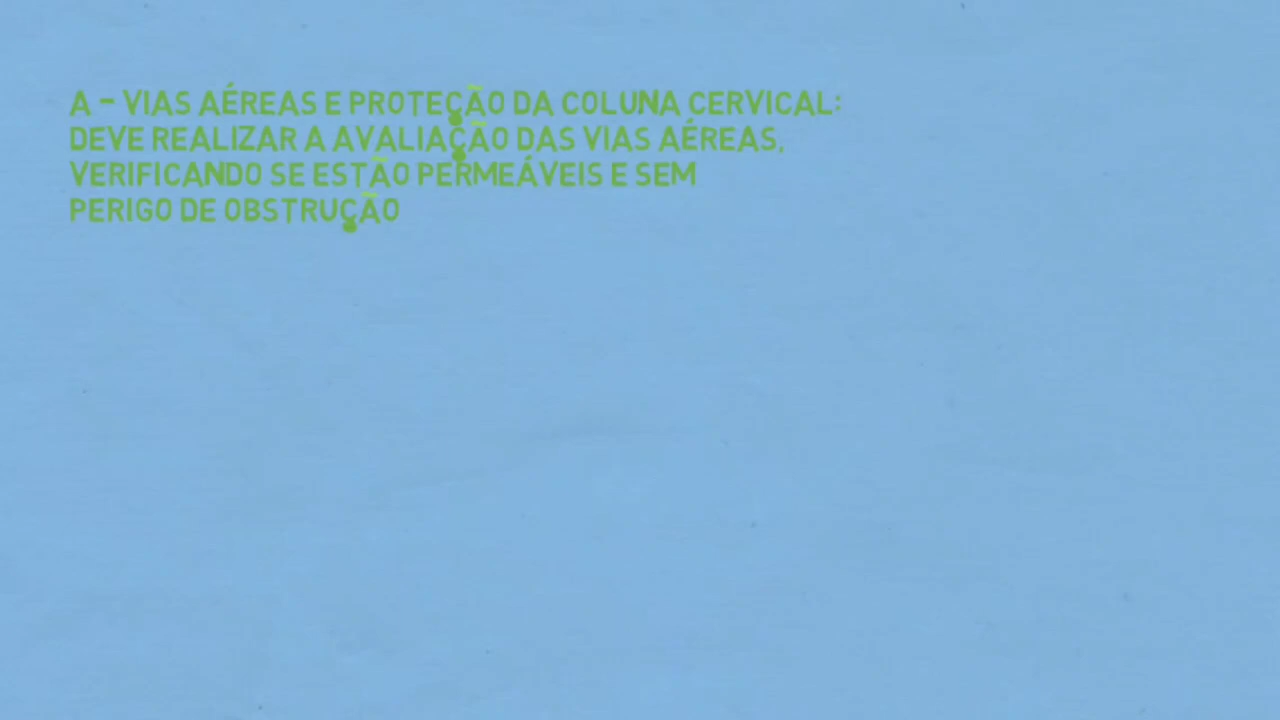 A - VIAS AÉREAS E PROTEÇÃO DA COLUNA CERVICAL:
DEVE REALIZAR A AVALIAÇÃO DAS VIAS AÉREAS,
VERIFICANDO SE ESTÃO PERMEÁVEIS E SEM
PERIGO DE OBSTRUÇÃO